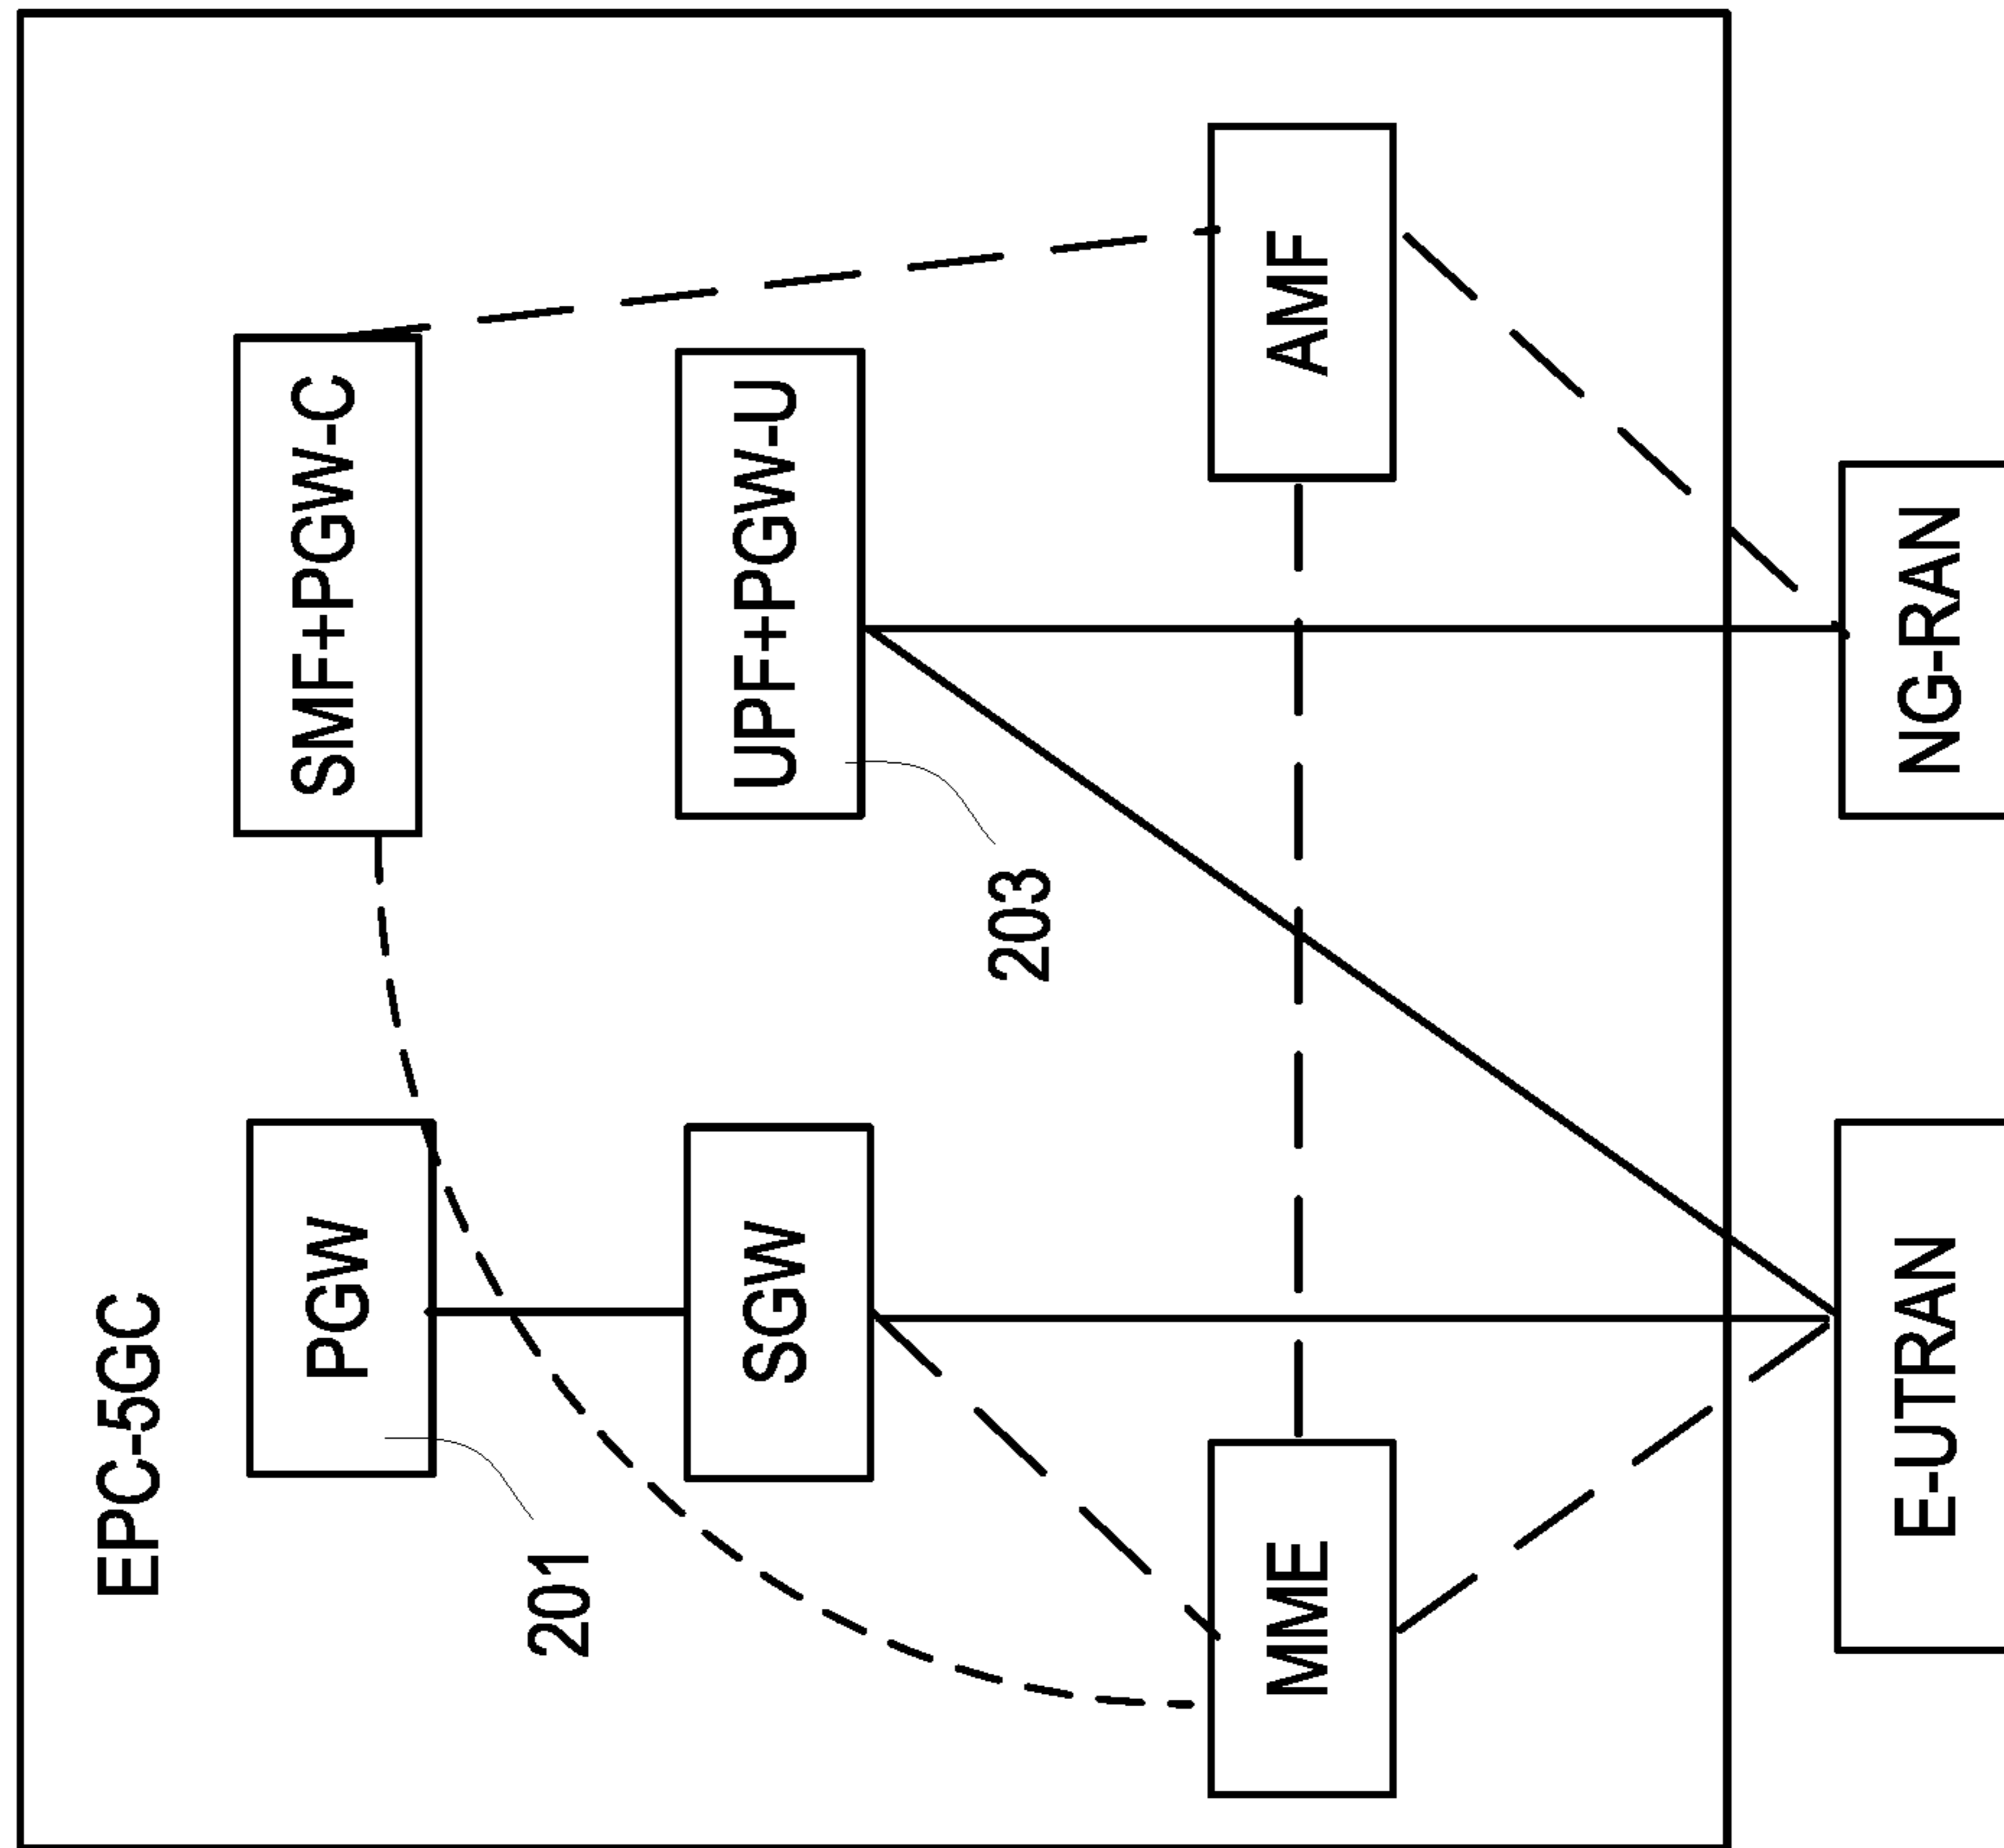 EPC-5GC
PGW
SMF+PGW-C
201
SGW
UPF+PGW-U
203
MME
AMF
E-UTRAN
NG-RAN